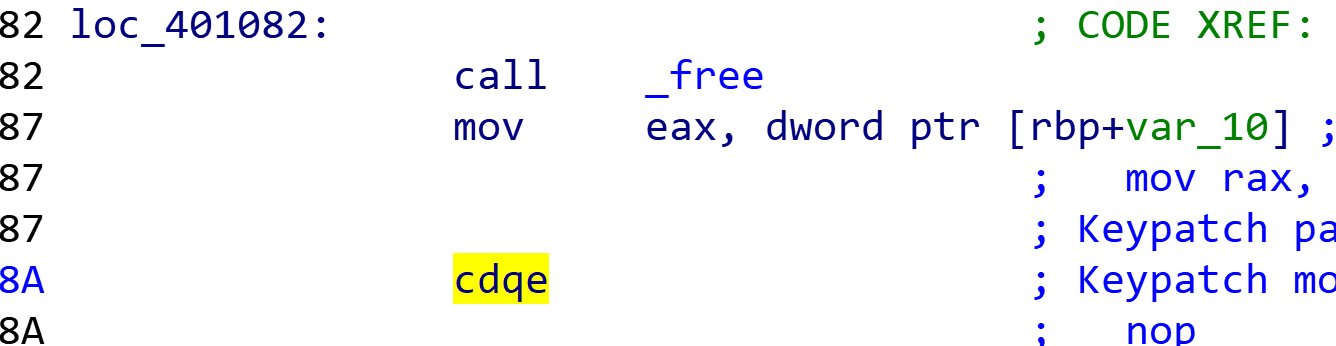 82 loc_401082: ; CODE XREF:
82 call _free
87 mov eax, dword ptr [rbp+var_10] ;
87 ; mov rax,
87 ; Keypatch pa
8A cdqe ; Keypatch mo
8A ; nop